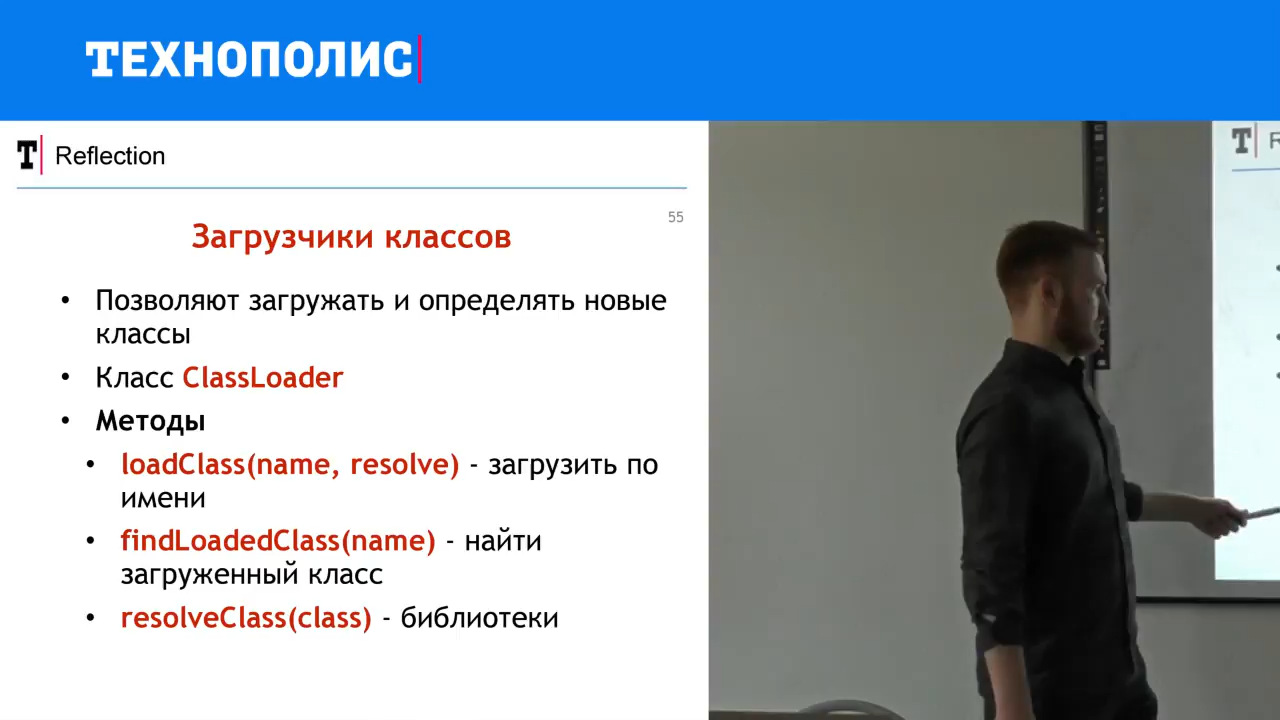 ТЕХНОПОЛИС
T Reflection
55
Загрузчики классов
• Позволяют загружать и определять новые
классы
• Класс ClassLoader
• Методы
• loadClass(name, resolve) - загрузить по
имени
• findLoadedClass(name) - найти
загруженный класс
• resolveClass(class) - библиотеки
T R